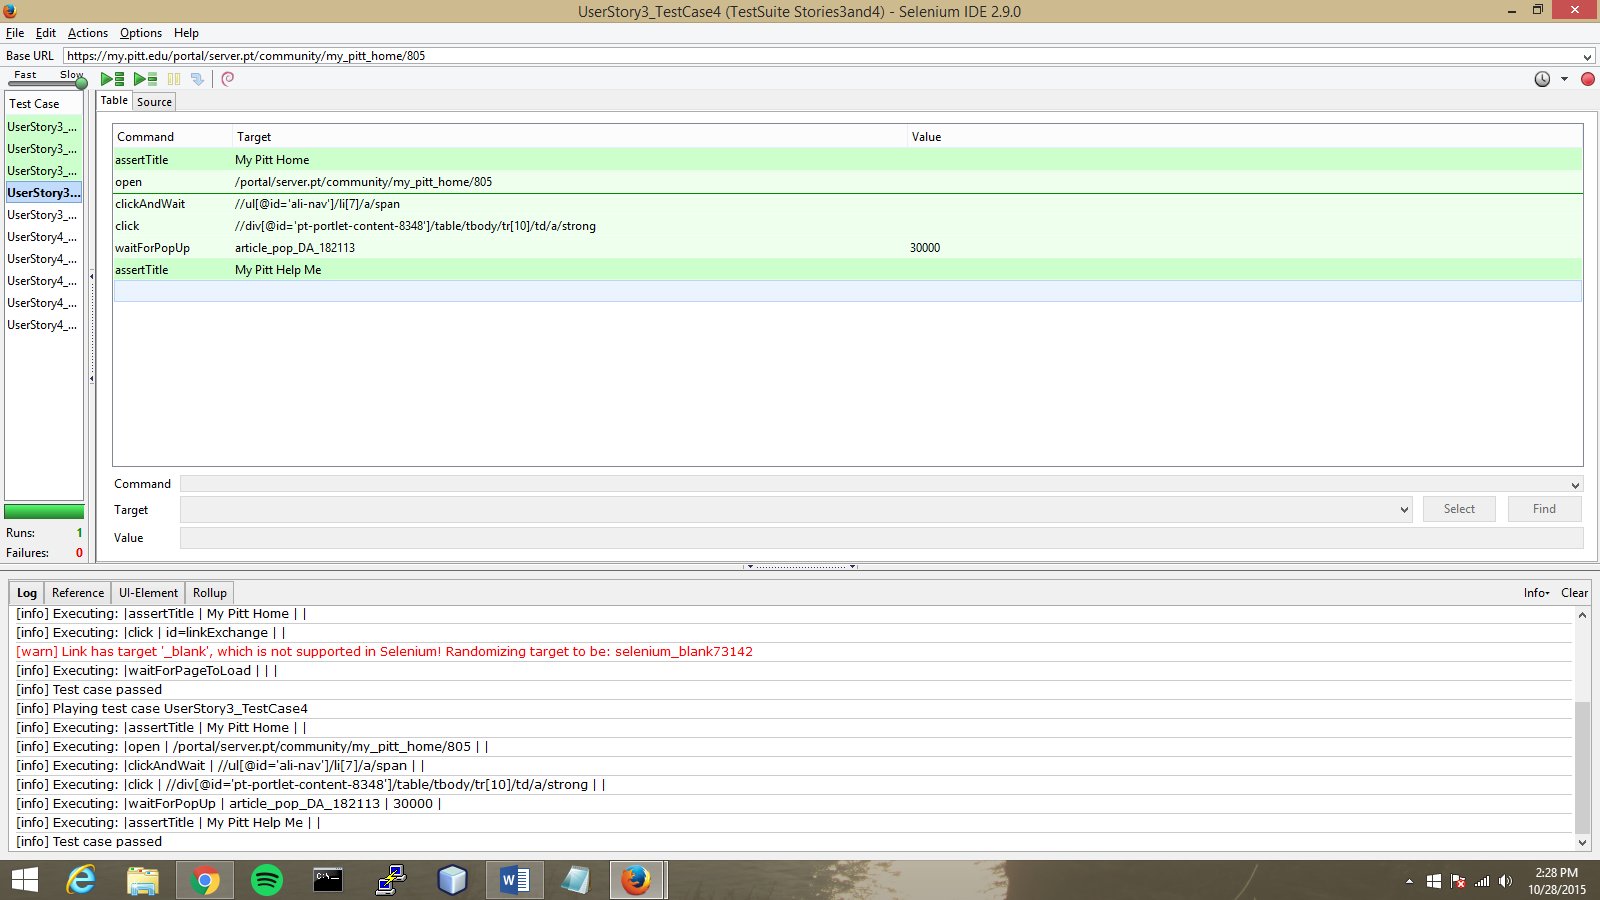 UserStory3_TestCase4 (TestSuite Stories3and4) - Selenium IDE 2.9.0
File Edit Actions Options Help
Base URL https://my.pitt.edu/portal/server.pt/community/my_pitt_home/805
Fast Slow
Test Case
UserStory3_...
UserStory3_...
UserStory3_...
UserStory3...
UserStory3_...
UserStory4_...
UserStory4_...
UserStory4_...
UserStory4_...
UserStory4_...
Runs: 1
Failures: 0
Table Source
Command Target Value
assertTitle My Pitt Home
open /portal/server.pt/community/my_pitt_home/805
clickAndWait //ul[@id='ali-nav']/li[7]/a/span
click //div[@id='pt-portlet-content-8348']/table/tbody/tr[10]/td/a/strong
waitForPopUp article_pop_DA_182113 30000
assertTitle My Pitt Help Me
Command
Target Select Find
Value
Log Reference UI-Element Rollup Info Clear
[info] Executing: |assertTitle | My Pitt Home | |
[info] Executing: |click | id=linkExchange | |
[warn] Link has target '_blank', which is not supported in Selenium! Randomizing target to be: selenium_blank73142
[info] Executing: |waitForPageToLoad | | |
[info] Test case passed
[info] Playing test case UserStory3_TestCase4
[info] Executing: |assertTitle | My Pitt Home | |
[info] Executing: |open | /portal/server.pt/community/my_pitt_home/805 | |
[info] Executing: |clickAndWait | //ul[@id='ali-nav']/li[7]/a/span | |
[info] Executing: |click | //div[@id='pt-portlet-content-8348']/table/tbody/tr[10]/td/a/strong | |
[info] Executing: |waitForPopUp | article_pop_DA_182113 | 30000 |
[info] Executing: |assertTitle | My Pitt Help Me | |
[info] Test case passed
2:28 PM
10/28/2015